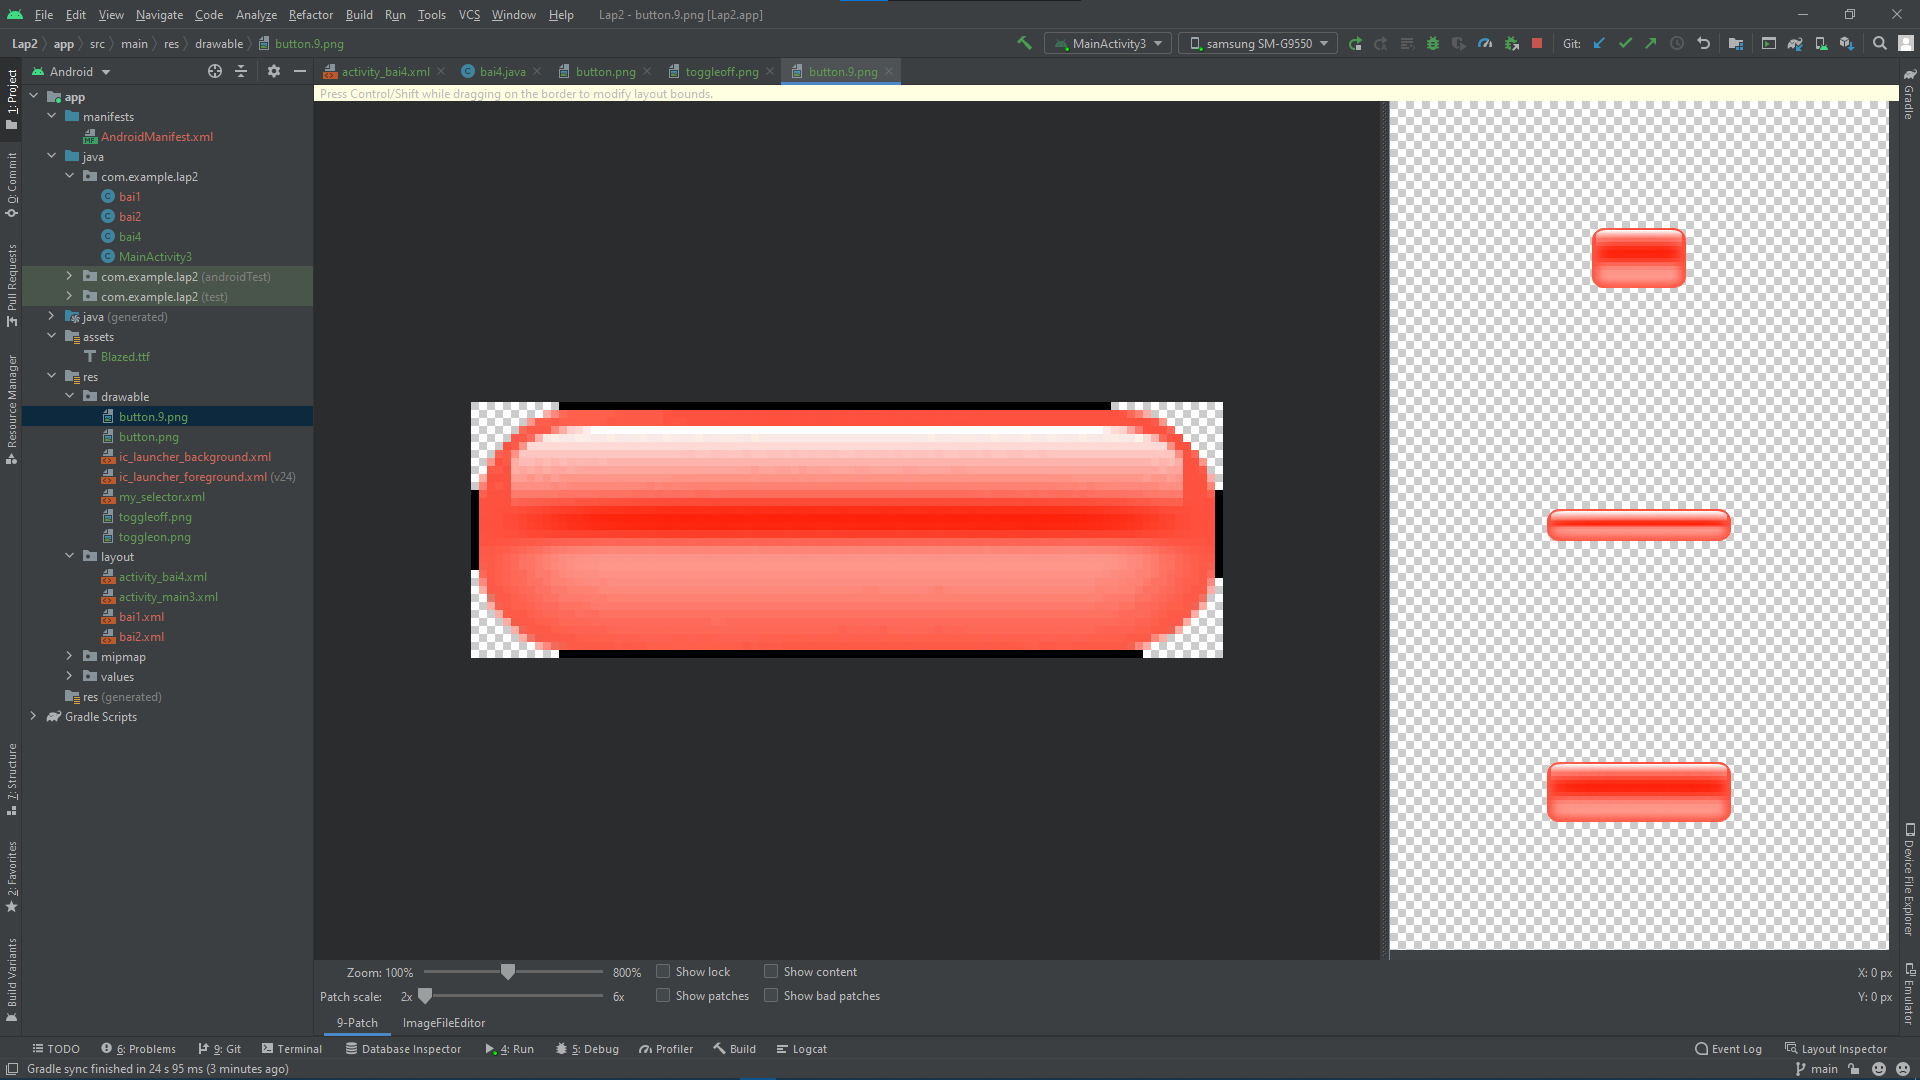 File Edit View Navigate Code Analyze Refactor Build Run Tools VCS Window Help Lap2 - button.9.png [Lap2.app]
Lap2 app src main res drawable button.9.png MainActivity3 samsung SM-G9550 Git:
Android activity_bai4.xml bai4.java button.png toggleoff.png button.9.png
Press Control/Shift while dragging on the border to modify layout bounds.
app
manifests
AndroidManifest.xml
java
com.example.lap2
bai1
bai2
bai4
MainActivity3
com.example.lap2 (androidTest)
com.example.lap2 (test)
java (generated)
assets
Blazed.ttf
res
drawable
button.9.png
button.png
ic_launcher_background.xml
ic_launcher_foreground.xml (v24)
my_selector.xml
toggleoff.png
toggleon.png
layout
activity_bai4.xml
activity_main3.xml
bai1.xml
bai2.xml
mipmap
values
res (generated)
Gradle Scripts
1: Project
0: Commit
Pull Requests
Resource Manager
7: Structure
2: Favorites
Build Variants
Gradle
Device File Explorer
Emulator
Zoom: 100% 800% Show lock Show content X: 0 px
Patch scale: 2x 6x Show patches Show bad patches Y: 0 px
9-Patch ImageFileEditor
TODO 6: Problems 9: Git Terminal Database Inspector 4: Run 5: Debug Profiler Build Logcat Event Log Layout Inspector
Gradle sync finished in 24 s 95 ms (3 minutes ago) main